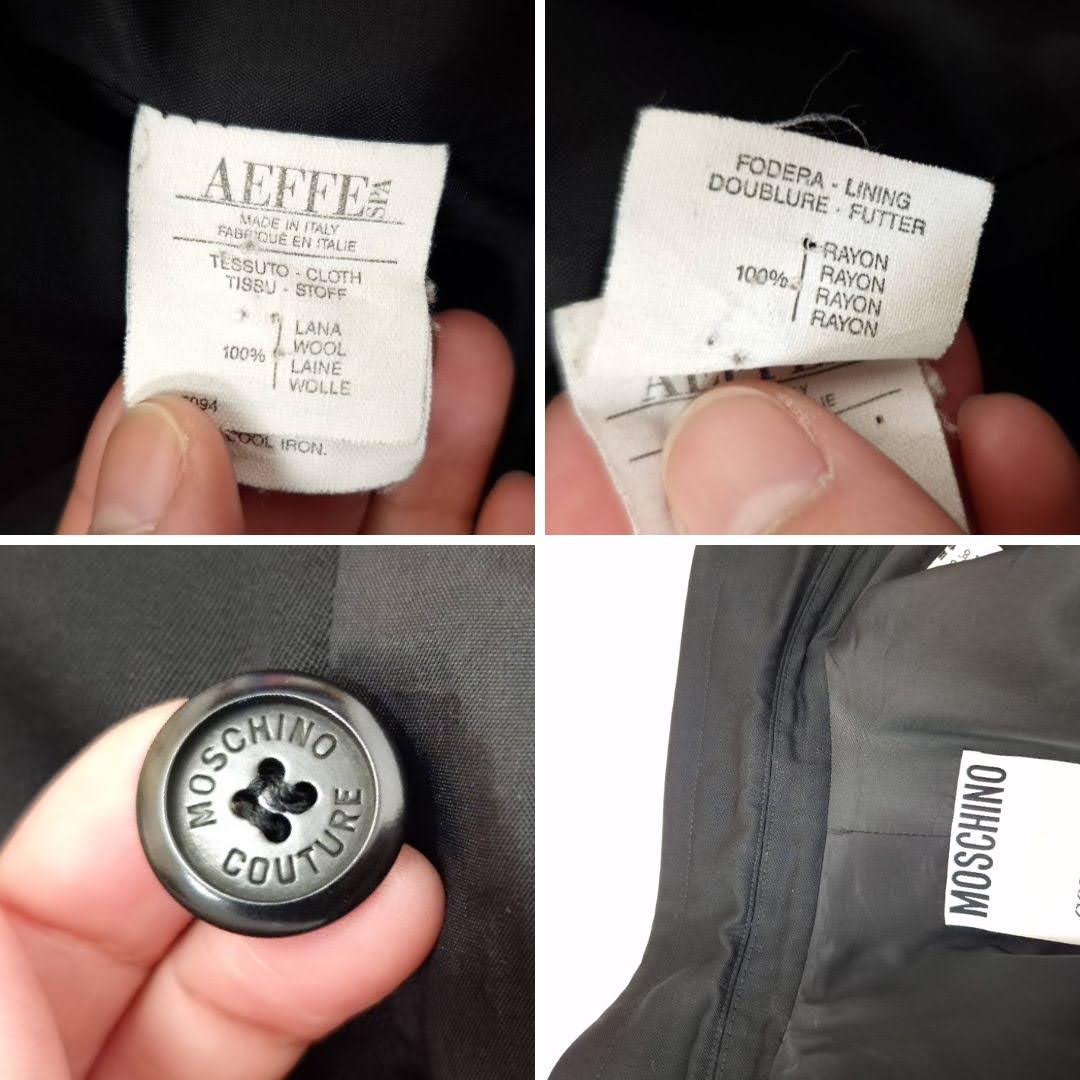 AEFFE SPA
MADE IN ITALY
FABRIQUÉ EN ITALIE
TESSUTO - CLOTH
TISSU - STOFF
100%
LANA
WOOL
LAINE
WOLLE
COOL IRON.
FODERA - LINING
DOUBLURE - FUTTER
100%
RAYON
RAYON
RAYON
RAYON
MOSCHINO
COUTURE
MOSCHINO